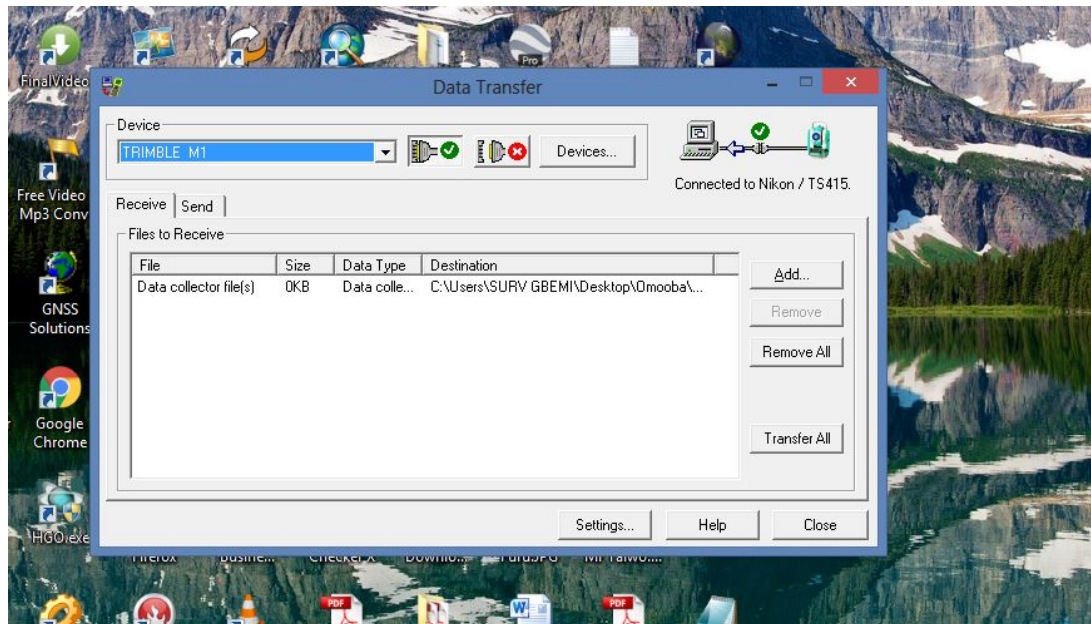 Pro
FinalVideo
Data Transfer
Device
TRIMBLE M1
Devices...
Connected to Nikon / TS415.
Free Video
Mp3 Conv
Receive
Send
Files to Receive
File Size Data Type Destination
Data collector file(s) 0KB Data colle... C:\Users\SURV GBEMI\Desktop\Omooba\...
Add...
Remove
Remove All
Transfer All
GNSS
Solutions
Google
Chrome
Settings...
Help
Close
HGO.exe
PDF
W
PDF